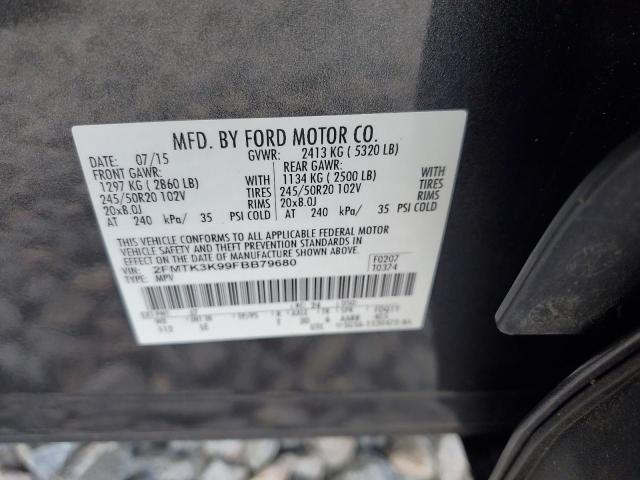 MFD. BY FORD MOTOR CO.
DATE: 07/15 GVWR: 2413 KG ( 5320 LB)
FRONT GAWR: REAR GAWR:
1297 KG ( 2860 LB) WITH 1134 KG ( 2500 LB) WITH
245/50R20 102V TIRES 245/50R20 102V TIRES
20x8.0J RIMS 20x8.0J RIMS
AT 240 kPa/ 35 PSI COLD AT 240 kPa/ 35 PSI COLD
THIS VEHICLE CONFORMS TO ALL APPLICABLE FEDERAL MOTOR
VEHICLE SAFETY AND THEFT PREVENTION STANDARDS IN
EFFECT ON THE DATE OF MANUFACTURE SHOWN ABOVE. F0207
VIN: 2FMTK3K99FBB79680 10374
TYPE: MPV